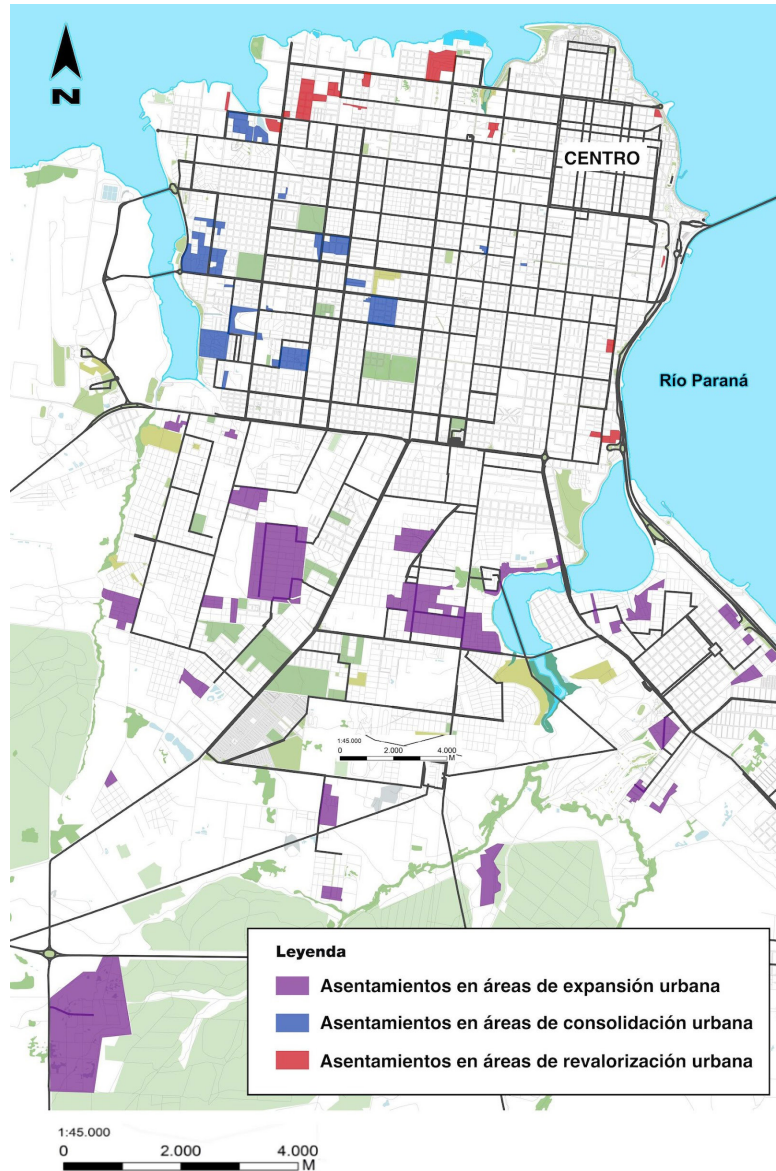 N
CENTRO
Río Paraná
1:45.000
0 2.000 4.000
M
Leyenda
Asentamientos en áreas de expansión urbana
Asentamientos en áreas de consolidación urbana
Asentamientos en áreas de revalorización urbana
1:45.000
0 2.000 4.000
M